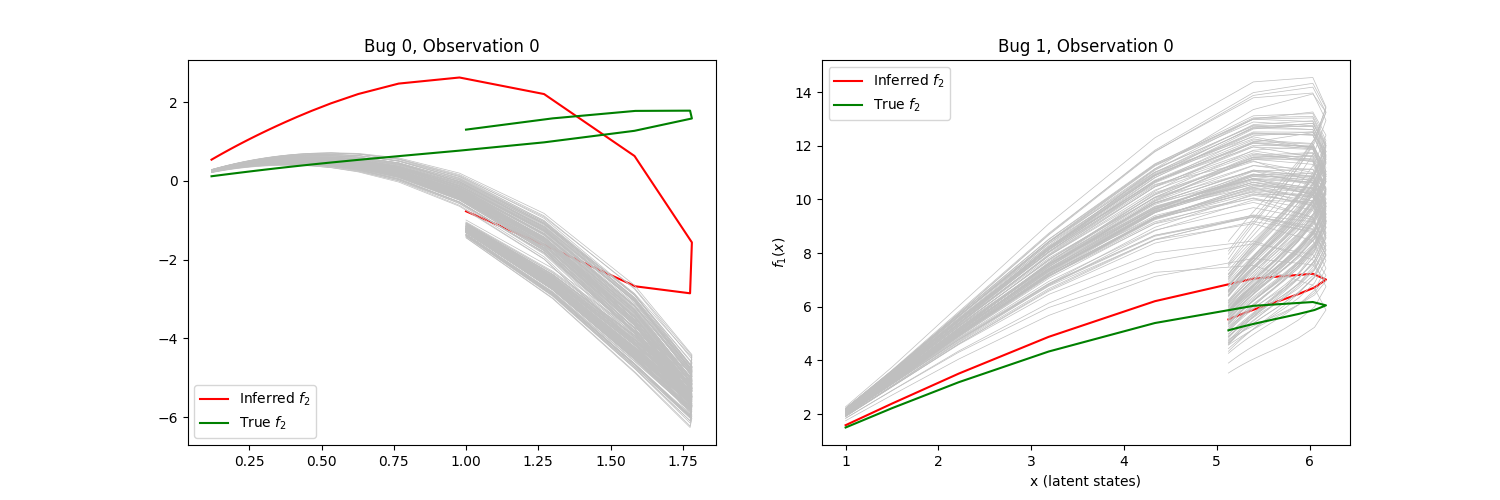 Bug 0, Observation 0
2
0
−2
−4
−6
Inferred f₂
True f₂
0.25 0.50 0.75 1.00 1.25 1.50 1.75
Bug 1, Observation 0
Inferred f₂
True f₂
14
12
10
8
6
4
2
f₁(x)
1 2 3 4 5 6
x (latent states)